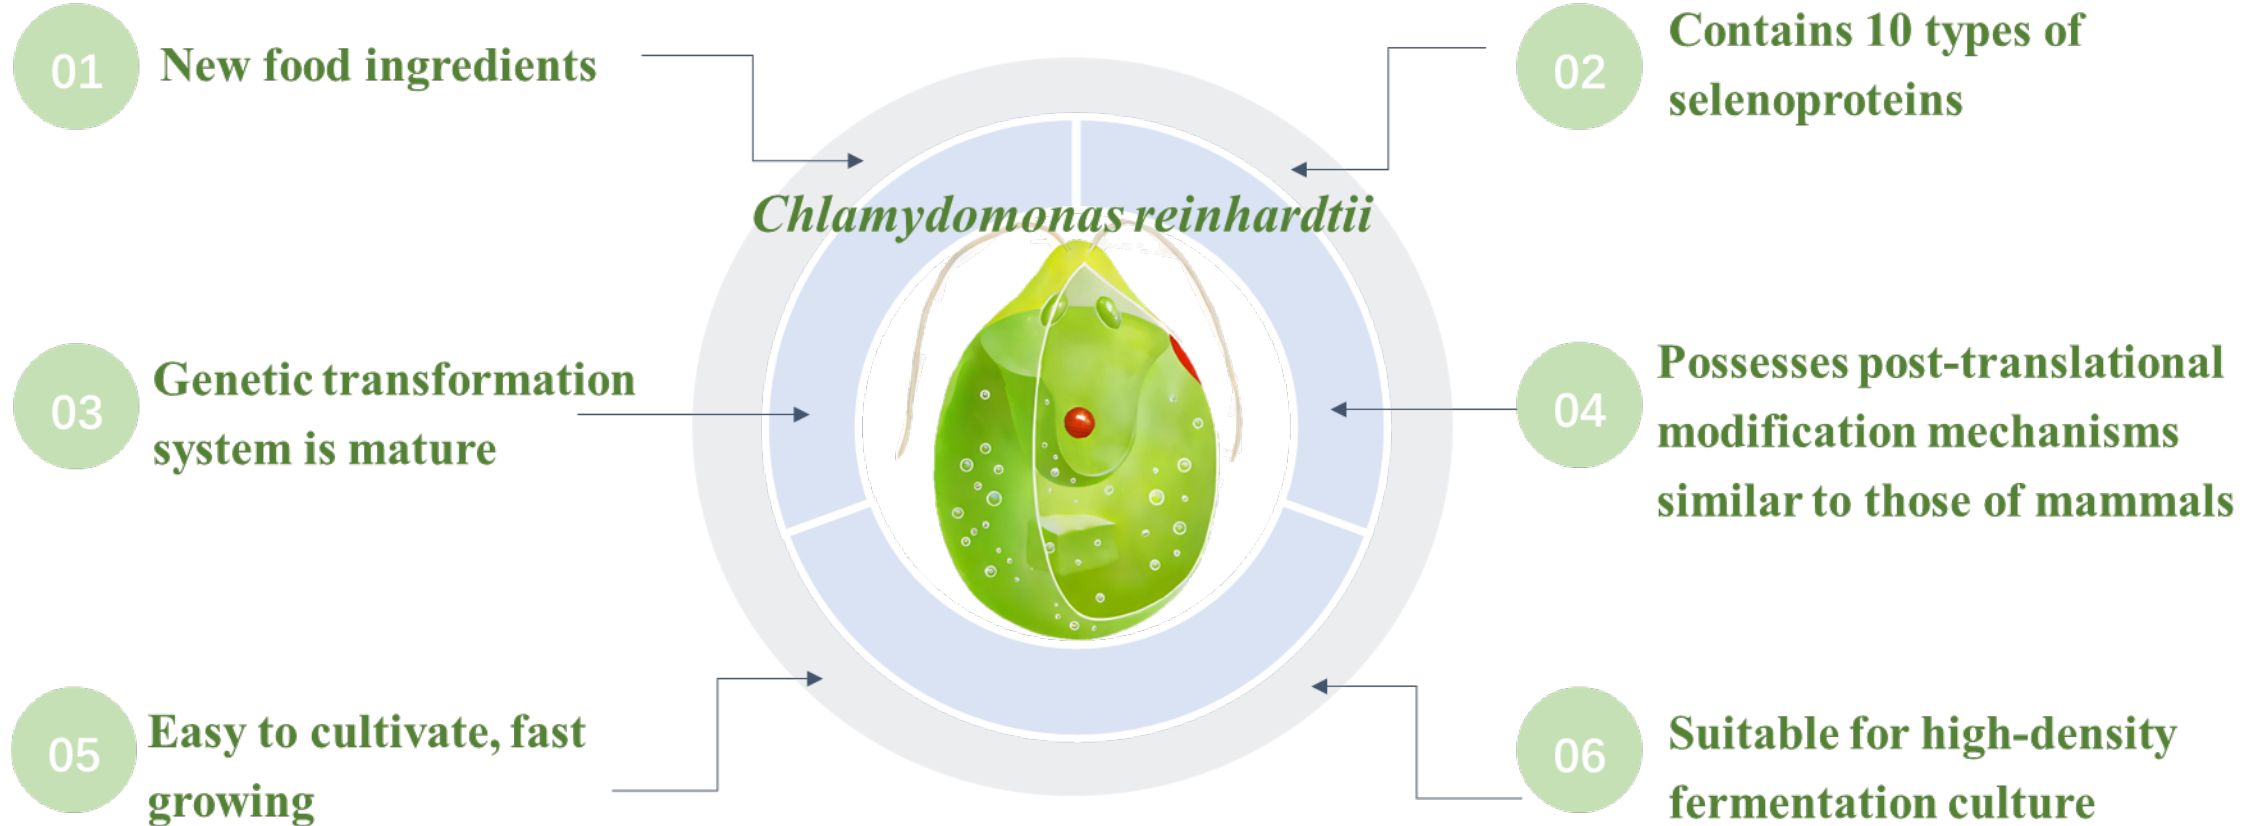 01
New food ingredients
02
Contains 10 types of
selenoproteins
Chlamydomonas reinhardtii
03
Genetic transformation
system is mature
04
Possesses post-translational
modification mechanisms
similar to those of mammals
05
Easy to cultivate, fast
growing
06
Suitable for high-density
fermentation culture